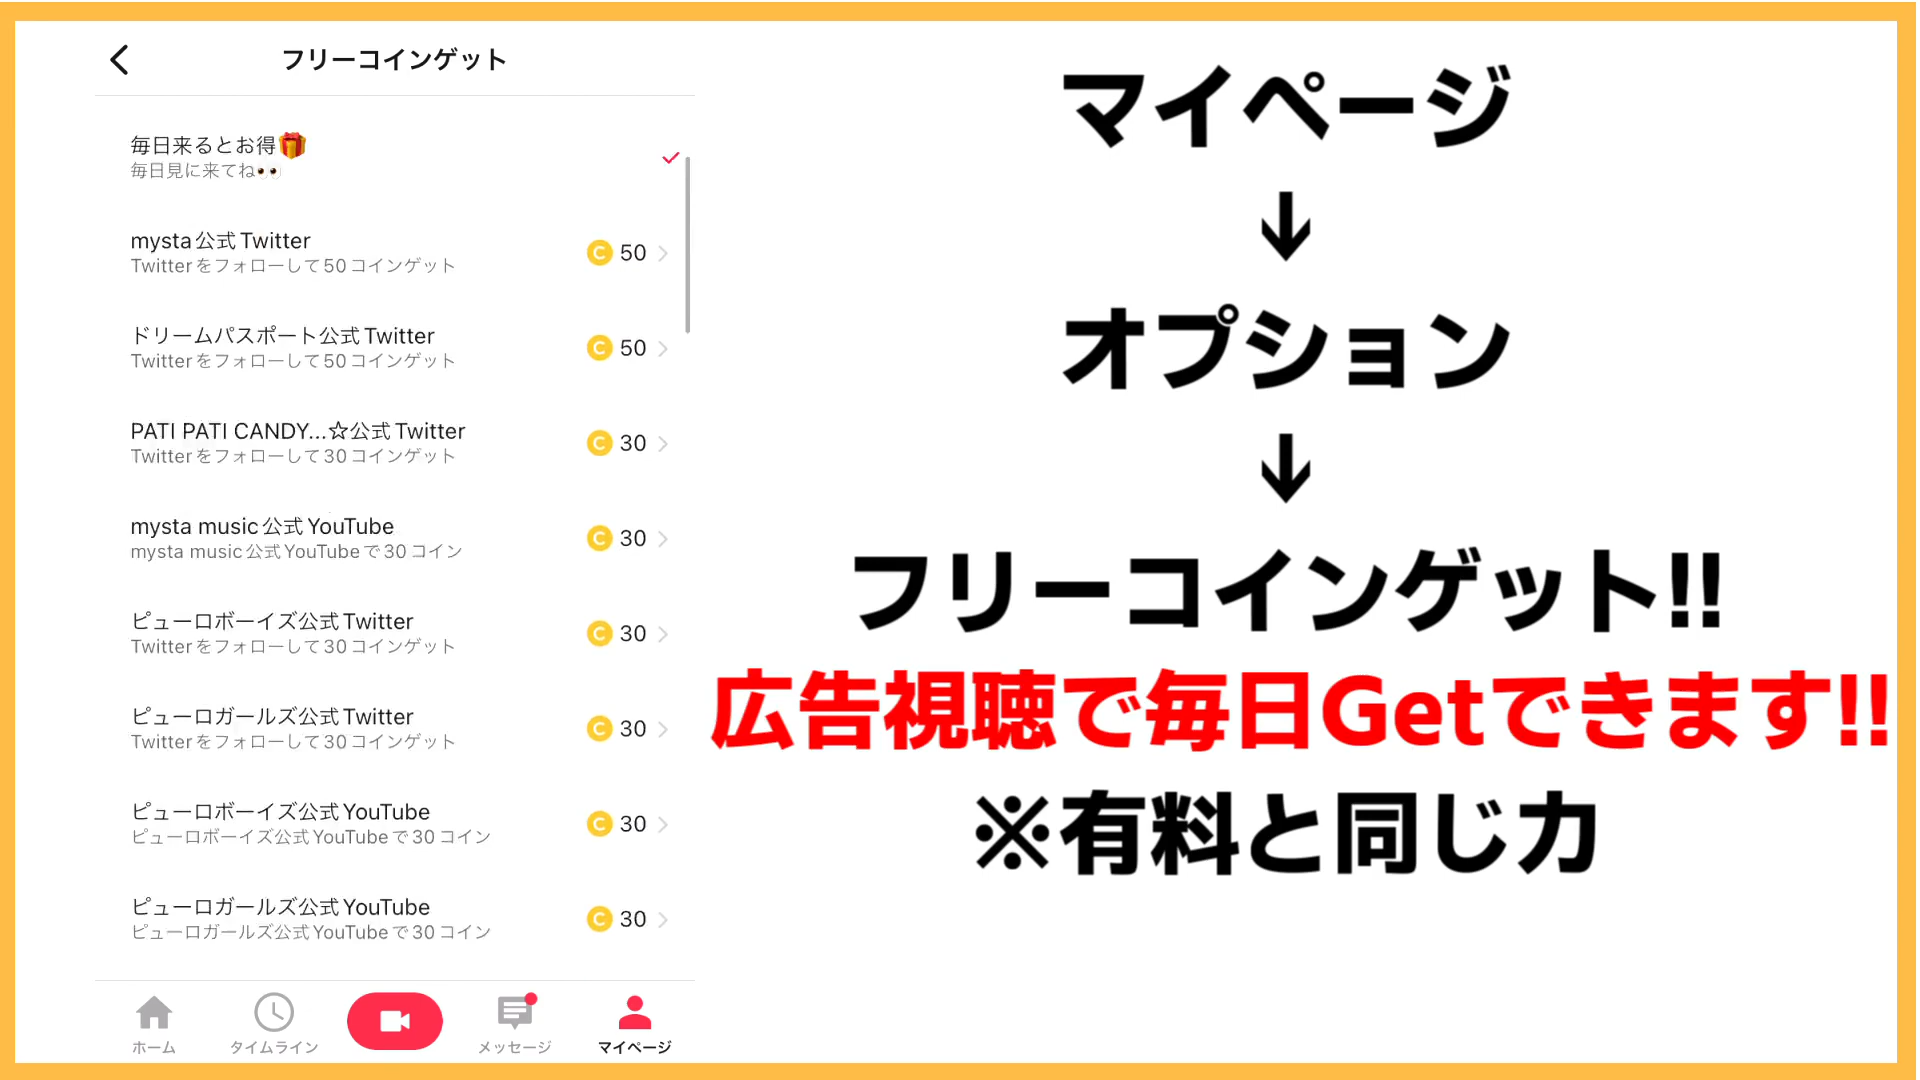 フリーコインゲット
毎日来るとお得🎁
毎日見に来てね👀
mysta公式Twitter
Twitterをフォローして50コインゲット
C 50
ドリームパスポート公式Twitter
Twitterをフォローして50コインゲット
C 50
PATI PATI CANDY...☆公式Twitter
Twitterをフォローして30コインゲット
C 30
mysta music公式YouTube
mysta music公式YouTubeで30コイン
C 30
ピューロボーイズ公式Twitter
Twitterをフォローして30コインゲット
C 30
ピューロガールズ公式Twitter
Twitterをフォローして30コインゲット
C 30
ピューロボーイズ公式YouTube
ピューロボーイズ公式YouTubeで30コイン
C 30
ピューロガールズ公式YouTube
ピューロガールズ公式YouTubeで30コイン
C 30
ホーム
タイムライン
メッセージ
マイページ
マイページ
↓
オプション
↓
フリーコインゲット!!
広告視聴で毎日Getできます!!
※有料と同じ力